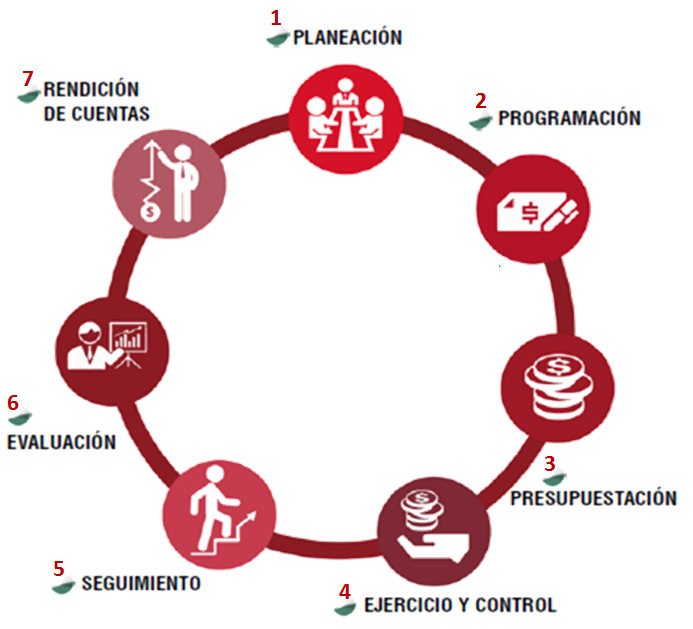 1
PLANEACIÓN
2
PROGRAMACIÓN
$
3
PRESUPUESTACIÓN
$
4
EJERCICIO Y CONTROL
$
5
SEGUIMIENTO
6
EVALUACIÓN
7
RENDICIÓN
DE CUENTAS
$